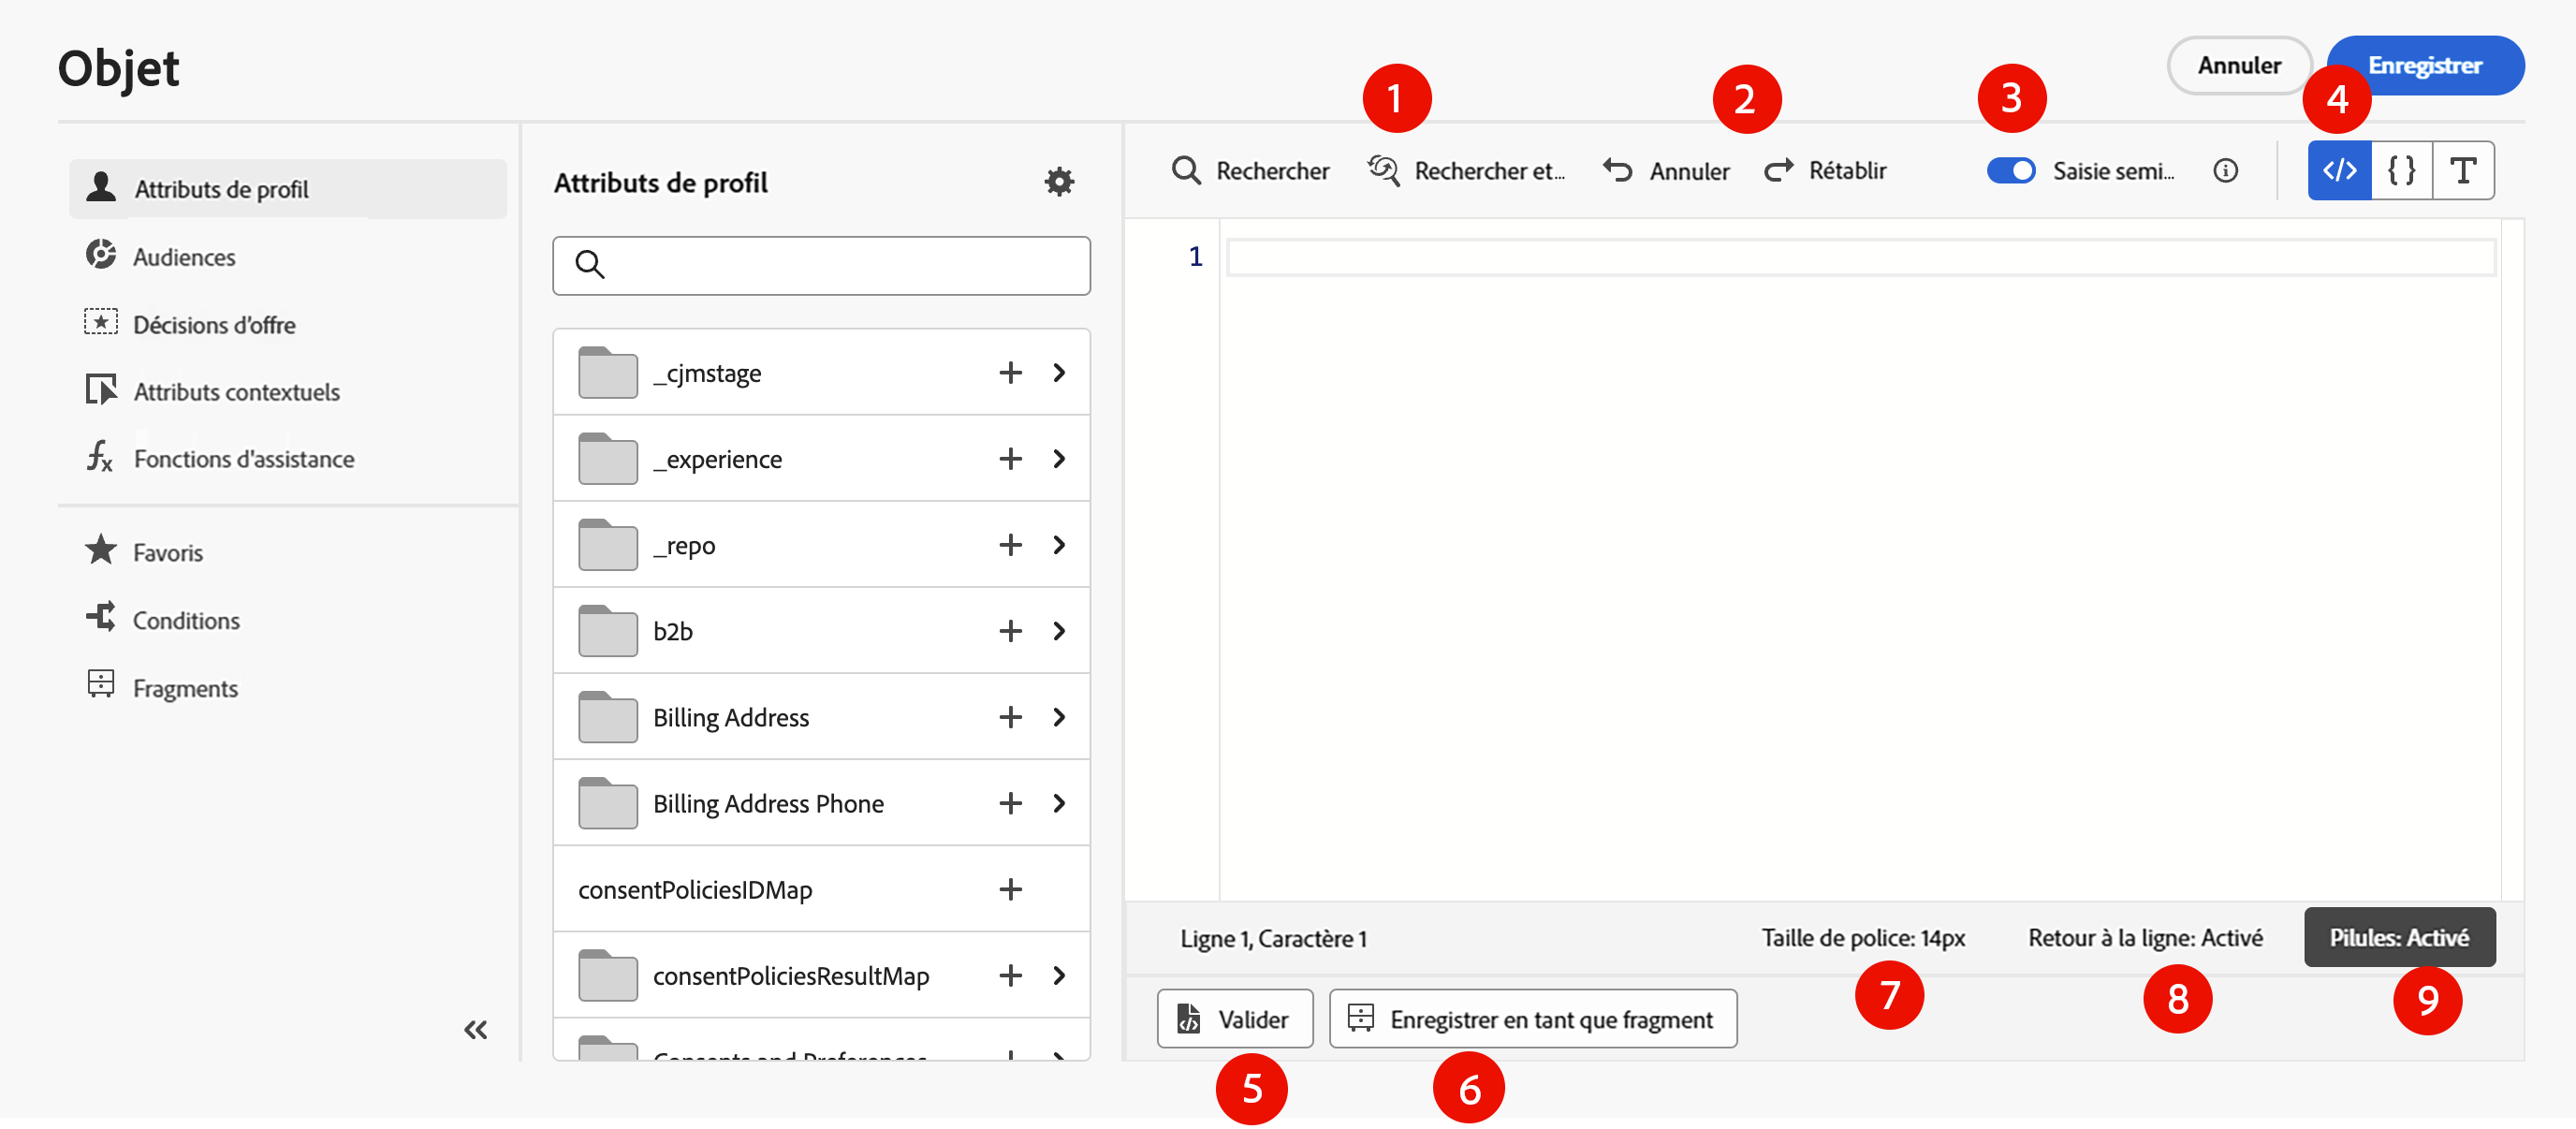 Objet
Annuler
Enregistrer
1
2
3
4
Attributs de profil
Audiences
Décisions d'offre
Attributs contextuels
Fonctions d'assistance
Favoris
Conditions
Fragments
Attributs de profil
_cjmstage
_experience
_repo
b2b
Billing Address
Billing Address Phone
consentPoliciesIDMap
consentPoliciesResultMap
Consents and Preferences
Rechercher
Rechercher et...
Annuler
Rétablir
Saisie semi...
</>
{}
T
1
Ligne 1, Caractère 1
Taille de police: 14px
Retour à la ligne: Activé
Pilules: Activé
7
8
9
Valider
Enregistrer en tant que fragment
5
6